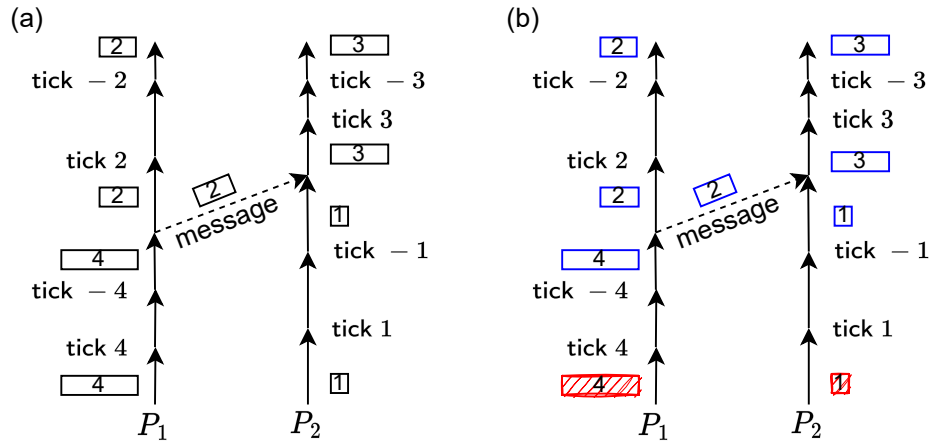 (a)
2
3
tick − 2
tick − 3
tick 3
tick 2
3
2
2
message
1
4
tick − 1
tick − 4
tick 1
tick 4
4
1
P₁
P₂
(b)
2
3
tick − 2
tick − 3
tick 3
tick 2
3
2
2
message
1
4
tick − 1
tick − 4
tick 1
tick 4
4
1
P₁
P₂